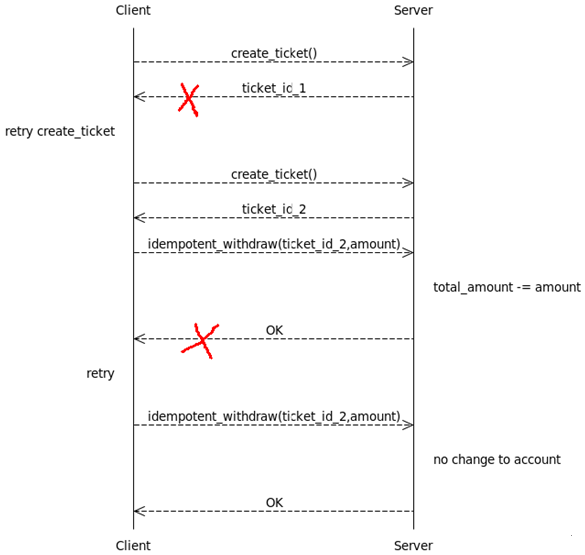 Client Server
create_ticket()
ticket_id_1
retry create_ticket
create_ticket()
ticket_id_2
idempotent_withdraw(ticket_id_2,amount)
total_amount -= amount
OK
retry
idempotent_withdraw(ticket_id_2,amount)
no change to account
OK
Client Server